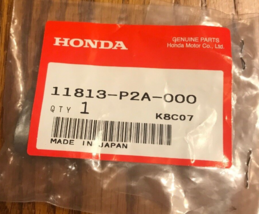 HONDA
GENUINE PARTS
Honda Motor Co., Ltd.
11813-P2A-000
QTY 1
K8C07
MADE IN JAPAN